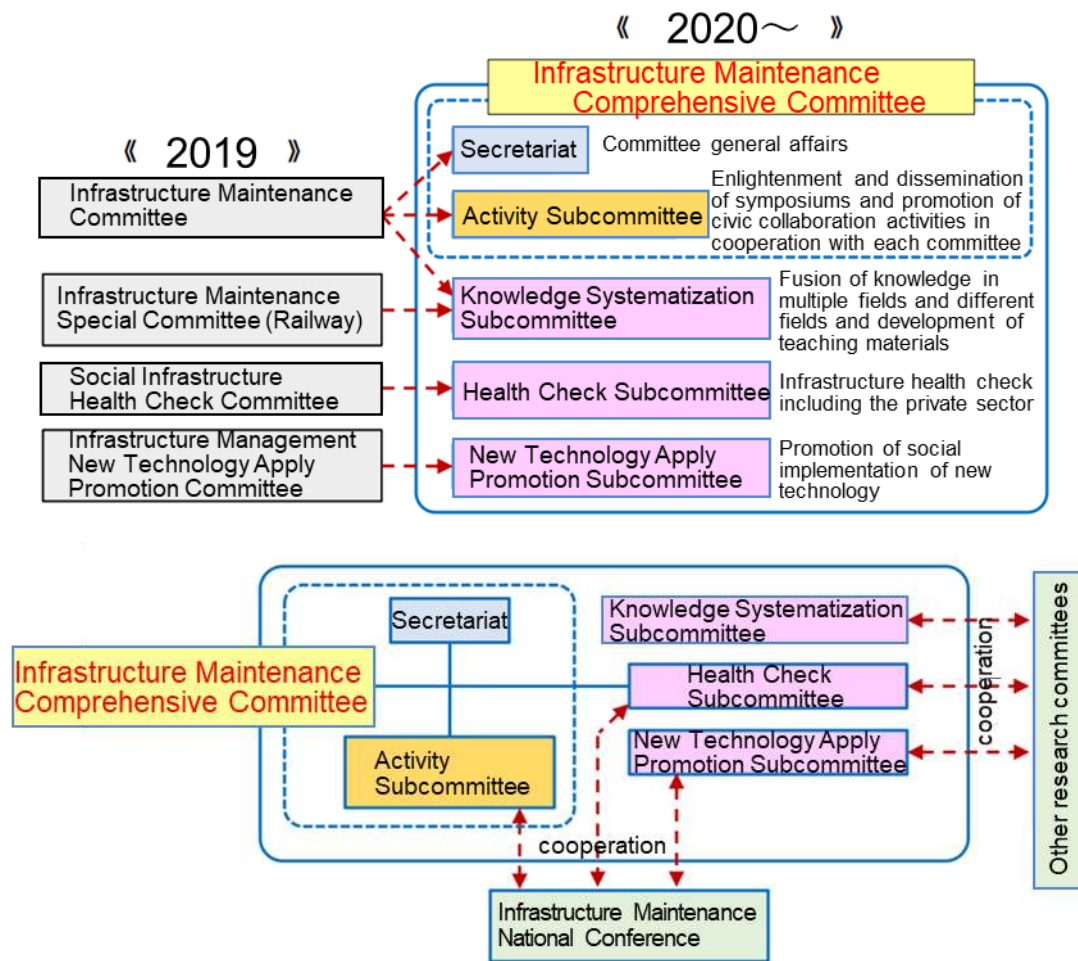 《 2020～ 》
Infrastructure Maintenance
Comprehensive Committee
《 2019 》
Infrastructure Maintenance
Committee
Infrastructure Maintenance
Special Committee (Railway)
Social Infrastructure
Health Check Committee
Infrastructure Management
New Technology Apply
Promotion Committee
Secretariat
Committee general affairs
Activity Subcommittee
Enlightenment and dissemination
of symposiums and promotion of
civic collaboration activities in
cooperation with each committee
Knowledge Systematization
Subcommittee
Fusion of knowledge in
multiple fields and different
fields and development of
teaching materials
Health Check Subcommittee
Infrastructure health check
including the private sector
New Technology Apply
Promotion Subcommittee
Promotion of social
implementation of new
technology
Infrastructure Maintenance
Comprehensive Committee
Secretariat
Activity
Subcommittee
Knowledge Systematization
Subcommittee
Health Check
Subcommittee
New Technology Apply
Promotion Subcommittee
cooperation
Other research committees
cooperation
Infrastructure Maintenance
National Conference